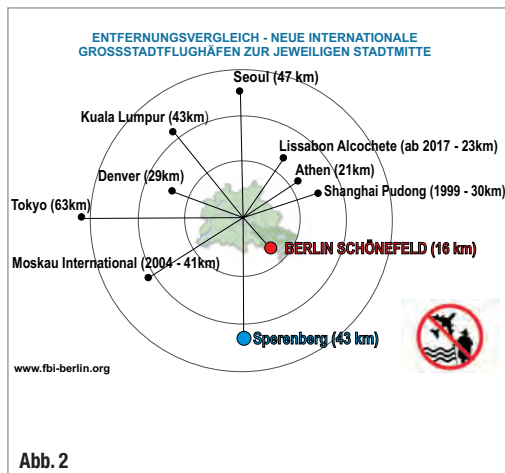 ENTFERNUNGSVERGLEICH - NEUE INTERNATIONALE
GROSSSTADTFLUGHÄFEN ZUR JEWEILIGEN STADTMITTE
Seoul (47 km)
Kuala Lumpur (43km)
Lissabon Alcochete (ab 2017 - 23km)
Athen (21km)
Denver (29km)
Shanghai Pudong (1999 - 30km)
Tokyo (63km)
BERLIN SCHÖNEFELD (16 km)
Moskau International (2004 - 41km)
Sperenberg (43 km)
www.fbi-berlin.org
Abb. 2